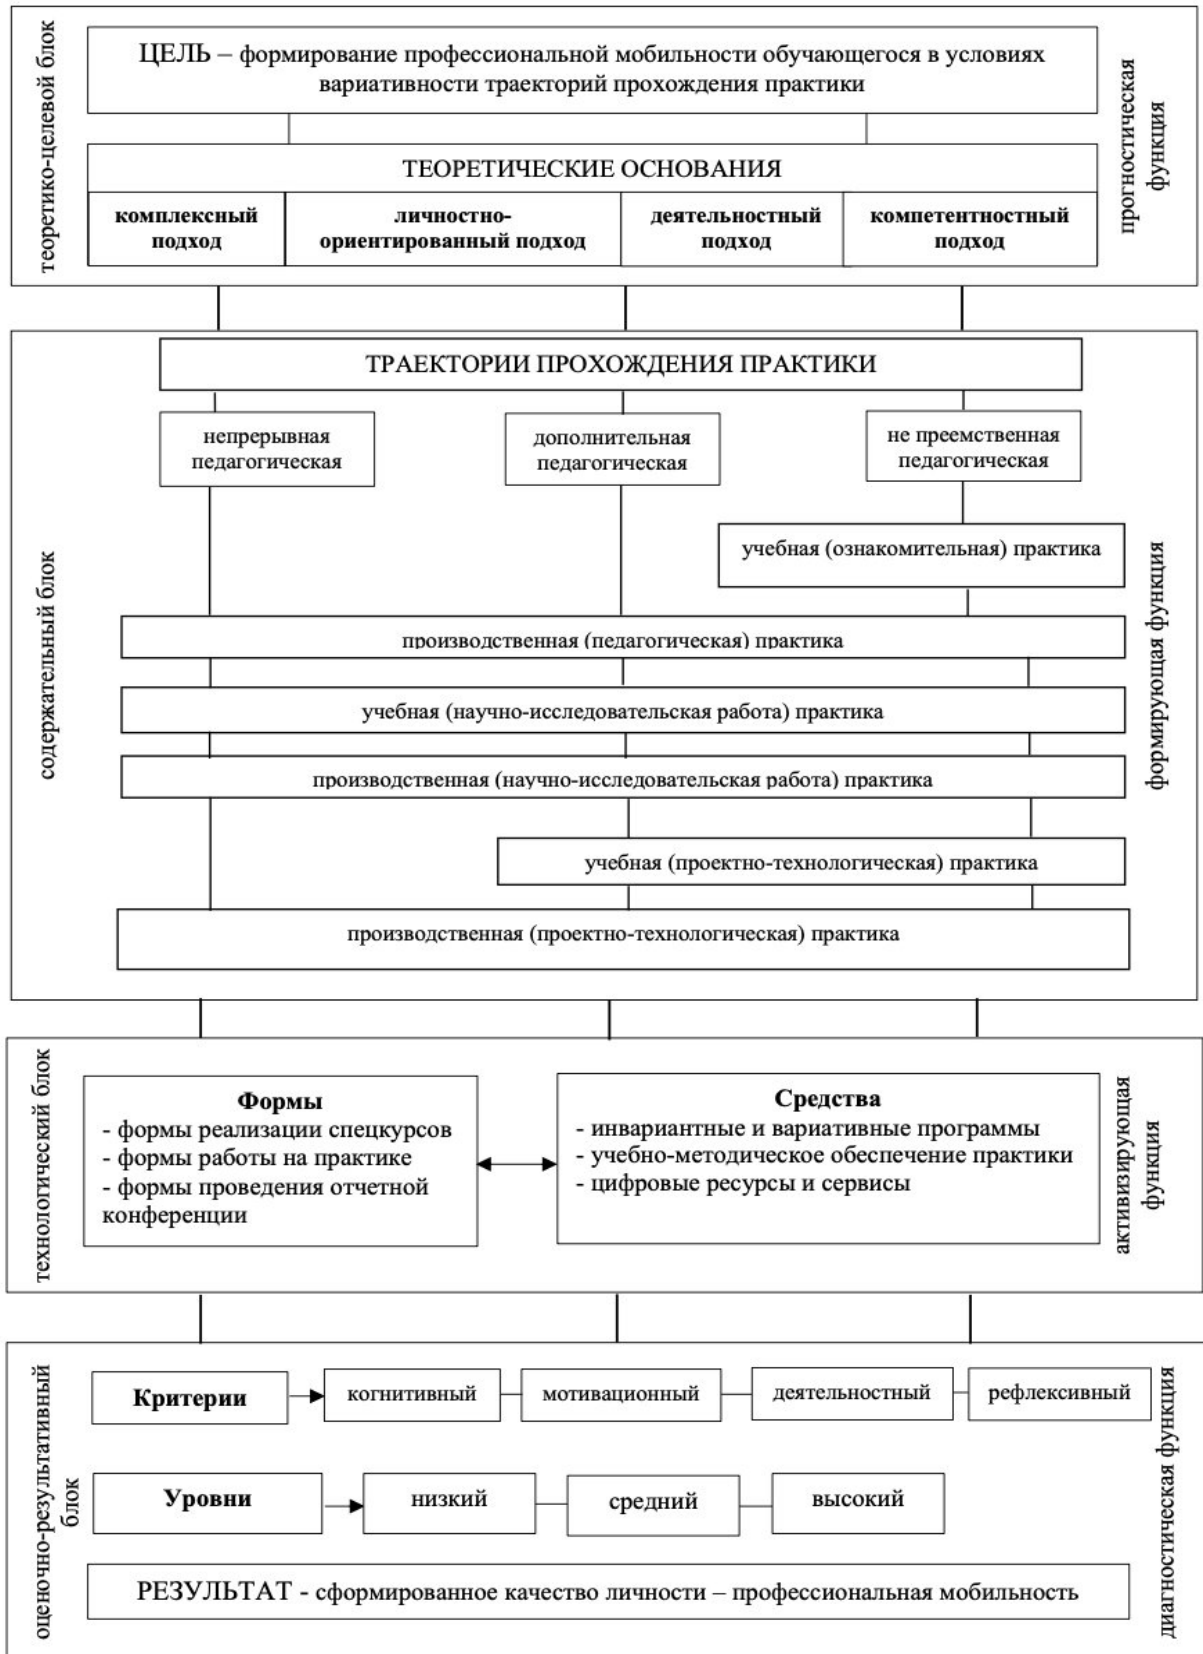 теоретико-целевой блок
ЦЕЛЬ – формирование профессиональной мобильности обучающегося в условиях
вариативности траекторий прохождения практики
ТЕОРЕТИЧЕСКИЕ ОСНОВАНИЯ
комплексный
подход
личностно-
ориентированный подход
деятельностный
подход
компетентностный
подход
прогностическая
функция
содержательный блок
ТРАЕКТОРИИ ПРОХОЖДЕНИЯ ПРАКТИКИ
непрерывная
педагогическая
дополнительная
педагогическая
не преемственная
педагогическая
учебная (ознакомительная) практика
производственная (педагогическая) практика
учебная (научно-исследовательская работа) практика
производственная (научно-исследовательская работа) практика
учебная (проектно-технологическая) практика
производственная (проектно-технологическая) практика
формирующая функция
технологический блок
Формы
- формы реализации спецкурсов
- формы работы на практике
- формы проведения отчетной
конференции
Средства
- инвариантные и вариативные программы
- учебно-методическое обеспечение практики
- цифровые ресурсы и сервисы
активизирующая
функция
оценочно-результативный
блок
Критерии
когнитивный
мотивационный
деятельностный
рефлексивный
Уровни
низкий
средний
высокий
РЕЗУЛЬТАТ - сформированное качество личности – профессиональная мобильность
диагностическая функция